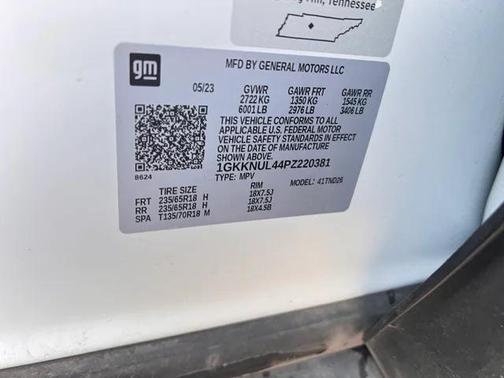 Hill, Tennessee
gm
MFD BY GENERAL MOTORS LLC
05/23 GVWR GAWR FRT GAWR RR
2722 KG 1350 KG 1545 KG
6001 LB 2976 LB 3406 LB
THIS VEHICLE CONFORMS TO ALL
APPLICABLE U.S. FEDERAL MOTOR
VEHICLE SAFETY STANDARDS IN EFFECT
ON THE DATE OF MANUFACTURE
SHOWN ABOVE.
1GKKNUL44PZ220381
8624 TYPE: MPV MODEL: 41TND26
TIRE SIZE RIM
FRT 235/65R18 H 18X7.5J
RR 235/65R18 H 18X7.5J
SPA T135/70R18 M 18X4.5B